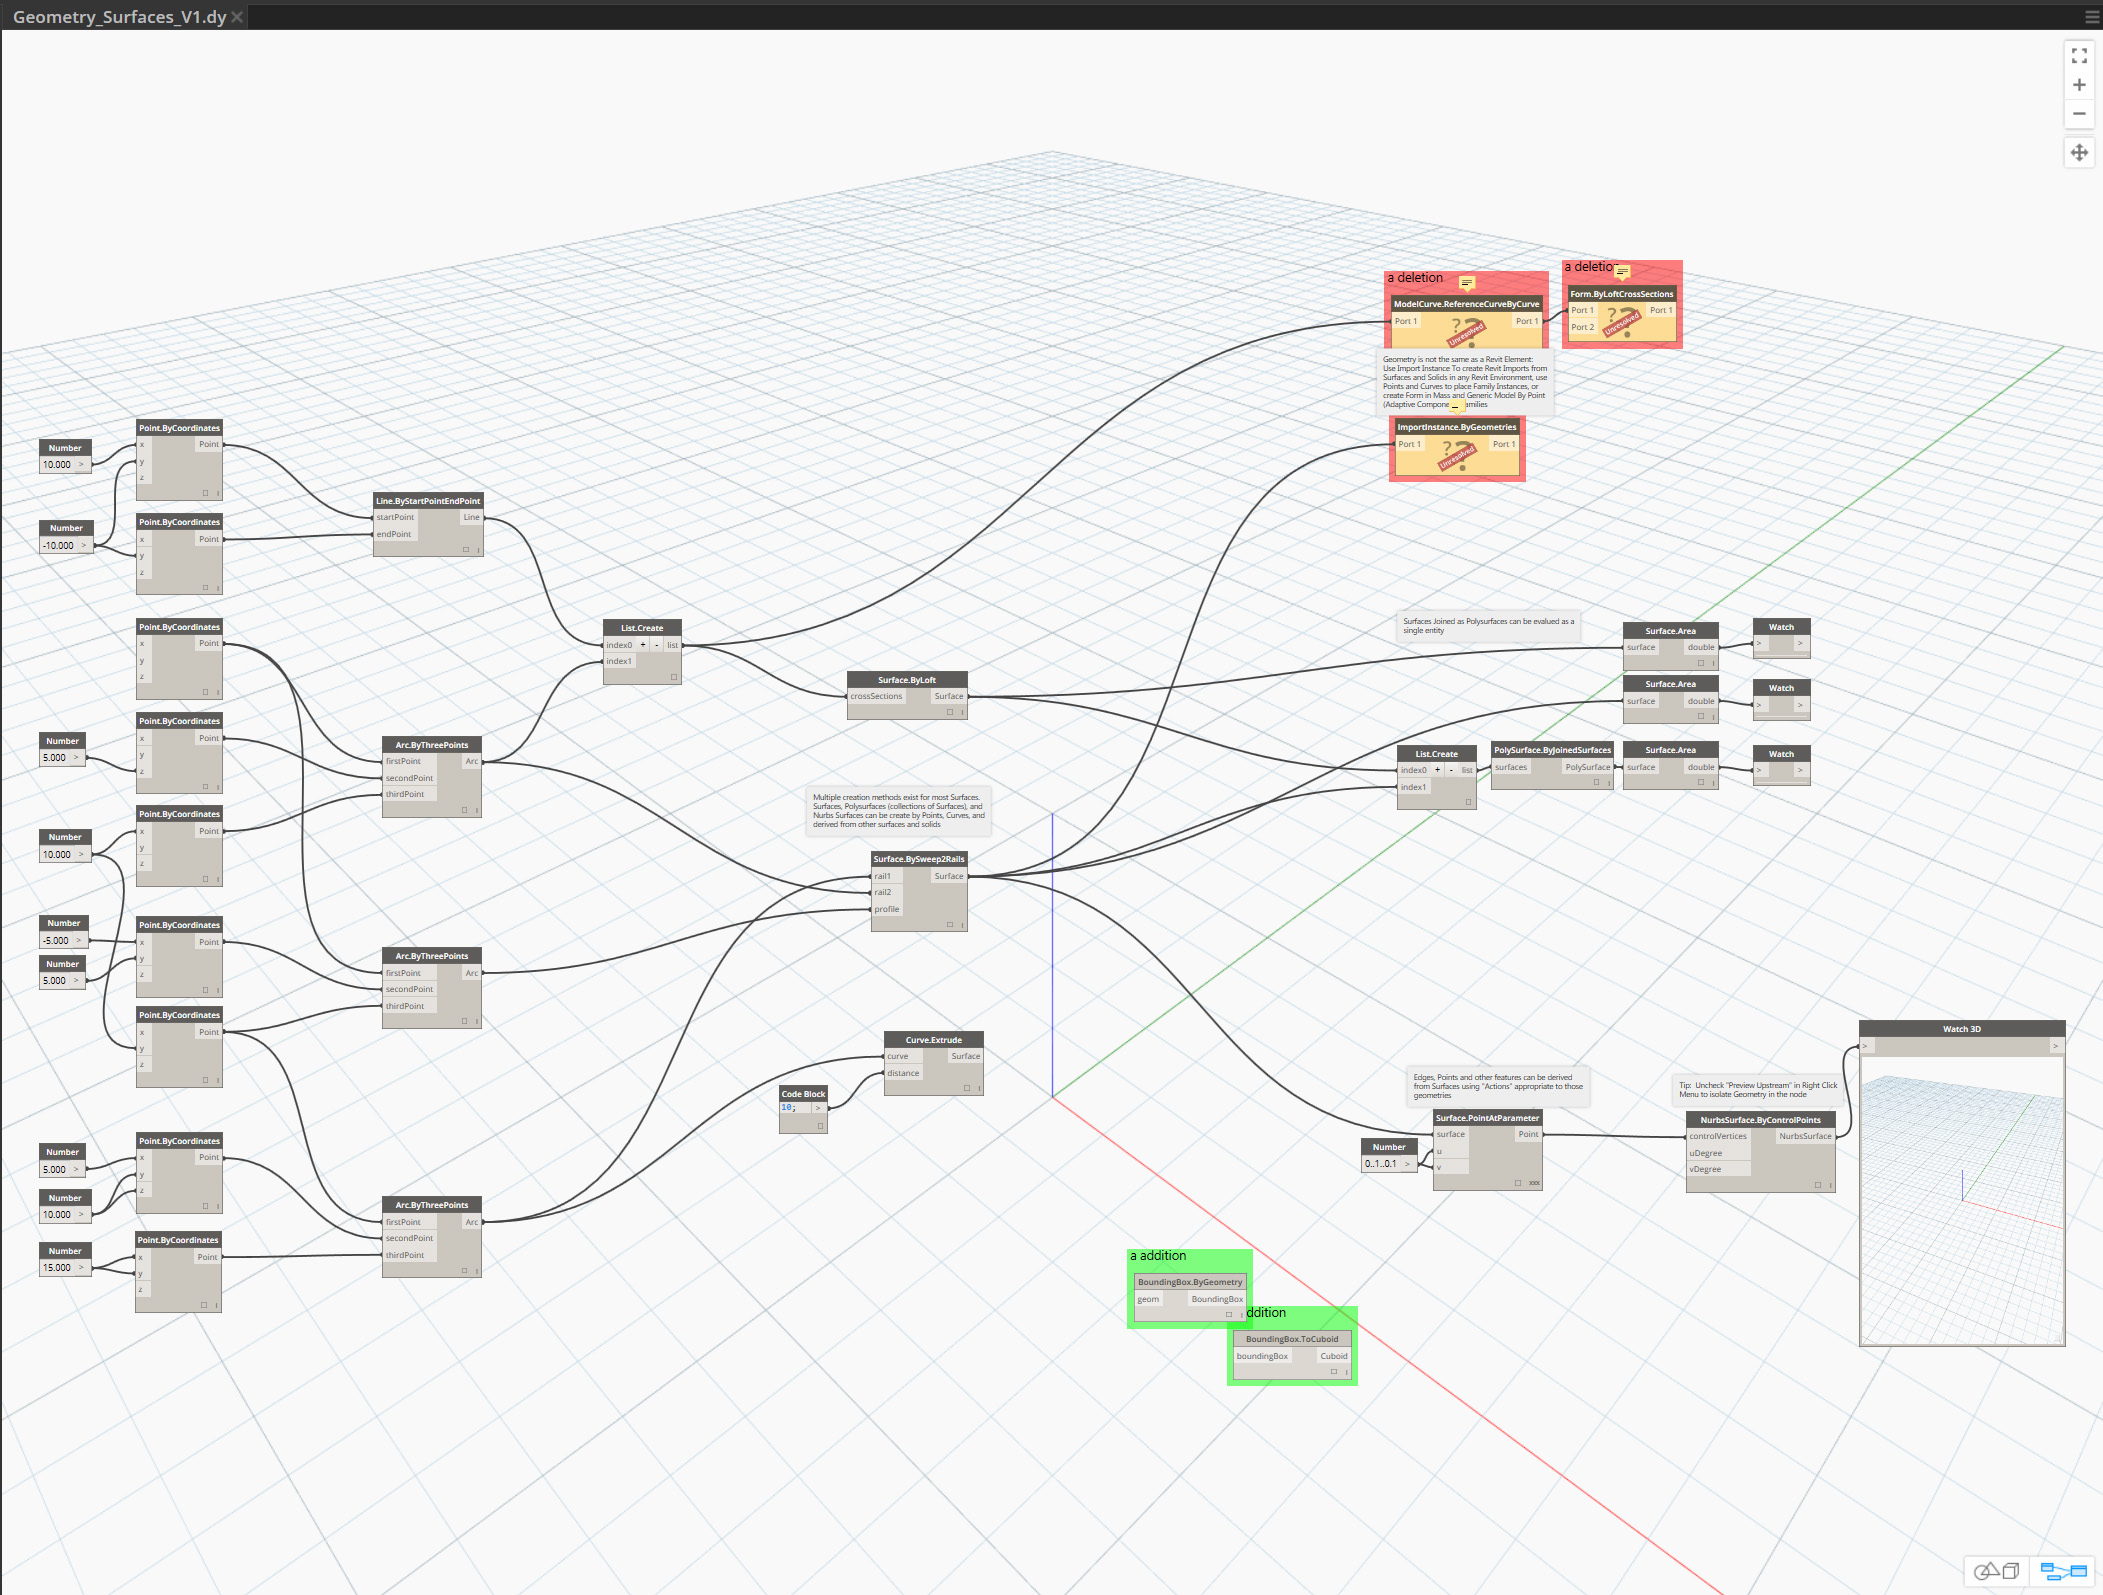 Geometry_Surfaces_V1.dy
a deletion
ModelCurve.ReferenceCurveByCurve
Port 1
Port 1
Unresolved
a deletion
Form.ByLoftCrossSections
Port 1
Port 1
Port 2
Unresolved
Geometry is not the same as a Revit Element:
Use Import Instance To create Revit Imports from
Surfaces and Solids in any Revit Environment, use
Points and Curves to place Family Instances, or
create Form in Mass and Generic Model By Point
ImportInstance.ByGeometries
Port 1
Port 1
Unresolved
Number
10.000 >
Point.ByCoordinates
x
Point
y
z
Number
-10.000 >
Point.ByCoordinates
x
Point
y
z
Line.ByStartPointEndPoint
startPoint
Line
endPoint
Point.ByCoordinates
x
Point
y
z
List.Create
index0 + - list
index1
Number
5.000 >
Point.ByCoordinates
x
Point
y
z
Arc.ByThreePoints
firstPoint
Arc
secondPoint
thirdPoint
Number
10.000 >
Point.ByCoordinates
x
Point
y
z
Surface.ByLoft
crossSections
Surface
Multiple creation methods exist for most Surfaces.
Surfaces, Polysurfaces (collections of Surfaces), and
Nurbs Surfaces can be create by Points, Curves, and
derived from other surfaces and solids
Surface.BySweep2Rails
rail1
Surface
rail2
profile
Surfaces Joined as Polysurfaces can be evalued as a
single entity
Surface.Area
surface
double
Watch
> >
Surface.Area
surface
double
Watch
> >
List.Create
index0 + - list
index1
PolySurface.ByJoinedSurfaces
surfaces
PolySurface
Surface.Area
surface
double
Watch
> >
Number
-5.000 >
Number
5.000 >
Point.ByCoordinates
x
Point
y
z
Point.ByCoordinates
x
Point
y
z
Arc.ByThreePoints
firstPoint
Arc
secondPoint
thirdPoint
Curve.Extrude
curve
Surface
distance
Code Block
10; >
Number
5.000 >
Number
10.000 >
Point.ByCoordinates
x
Point
y
z
Number
15.000 >
Point.ByCoordinates
x
Point
y
z
Arc.ByThreePoints
firstPoint
Arc
secondPoint
thirdPoint
Edges, Points and other features can be derived
from Surfaces using "Actions" appropriate to those
geometries
Surface.PointAtParameter
surface
Point
u
v
xxx
Number
0..1..0.1 >
Tip: Uncheck "Preview Upstream" in Right Click
Menu to isolate Geometry in the node
NurbsSurface.ByControlPoints
controlVertices
NurbsSurface
uDegree
vDegree
Watch 3D
> >
a addition
BoundingBox.ByGeometry
geom
BoundingBox
ddition
BoundingBox.ToCuboid
boundingBox
Cuboid